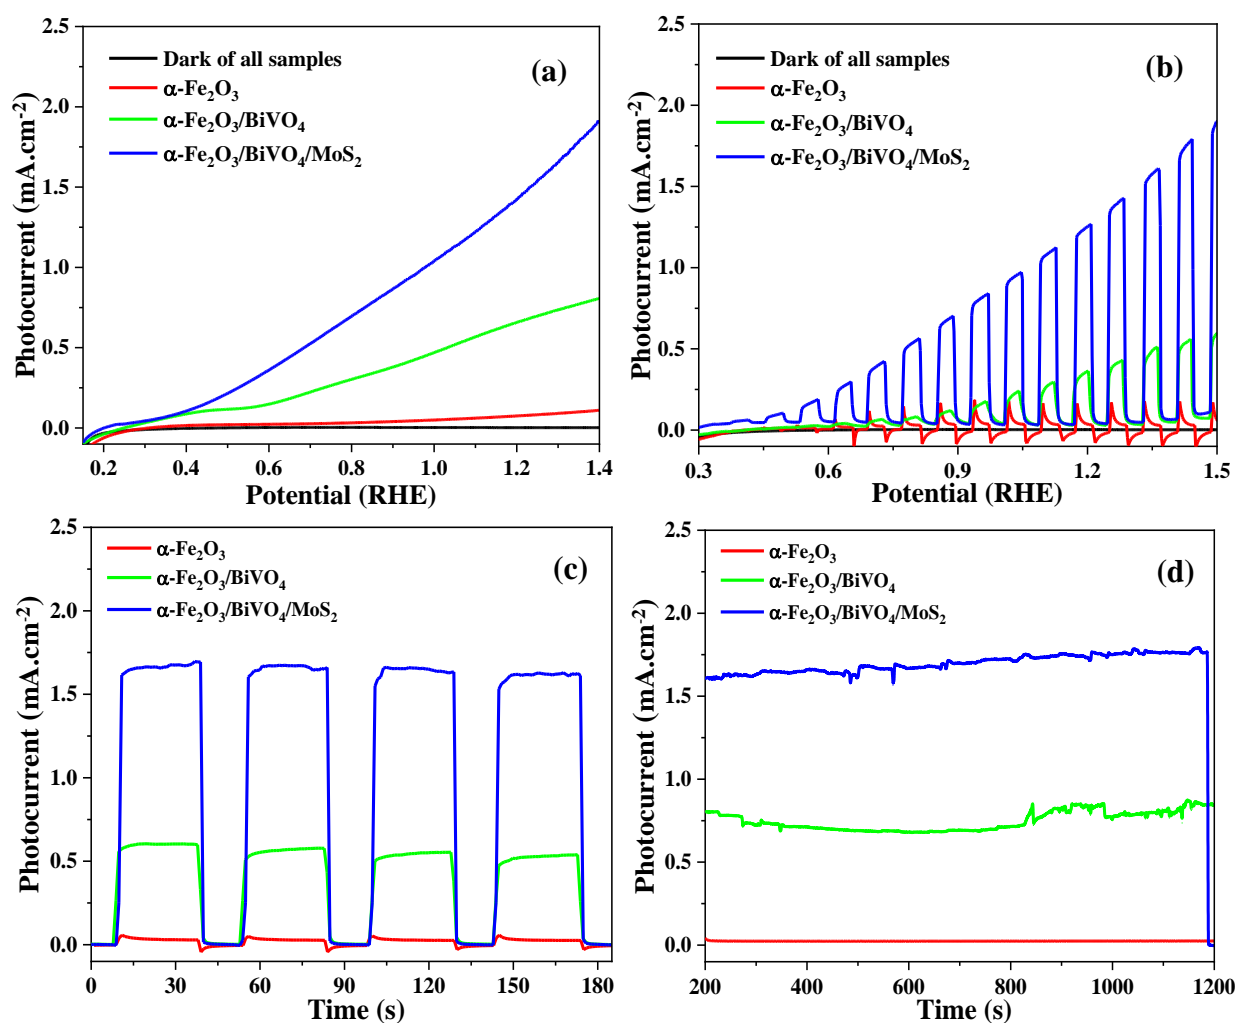 2.5
2.0
1.5
1.0
0.5
0.0
Photocurrent (mA.cm⁻²)
Dark of all samples
α-Fe₂O₃
α-Fe₂O₃/BiVO₄
α-Fe₂O₃/BiVO₄/MoS₂
(a)
0.2 0.4 0.6 0.8 1.0 1.2 1.4
Potential (RHE)
2.5
2.0
1.5
1.0
0.5
0.0
Photocurrent (mA.cm⁻²)
Dark of all samples
α-Fe₂O₃
α-Fe₂O₃/BiVO₄
α-Fe₂O₃/BiVO₄/MoS₂
(b)
0.3 0.6 0.9 1.2 1.5
Potential (RHE)
2.5
2.0
1.5
1.0
0.5
0.0
Photocurrent (mA.cm⁻²)
α-Fe₂O₃
α-Fe₂O₃/BiVO₄
α-Fe₂O₃/BiVO₄/MoS₂
(c)
0 30 60 90 120 150 180
Time (s)
2.5
2.0
1.5
1.0
0.5
0.0
Photocurrent (mA.cm⁻²)
α-Fe₂O₃
α-Fe₂O₃/BiVO₄
α-Fe₂O₃/BiVO₄/MoS₂
(d)
200 400 600 800 1000 1200
Time (s)